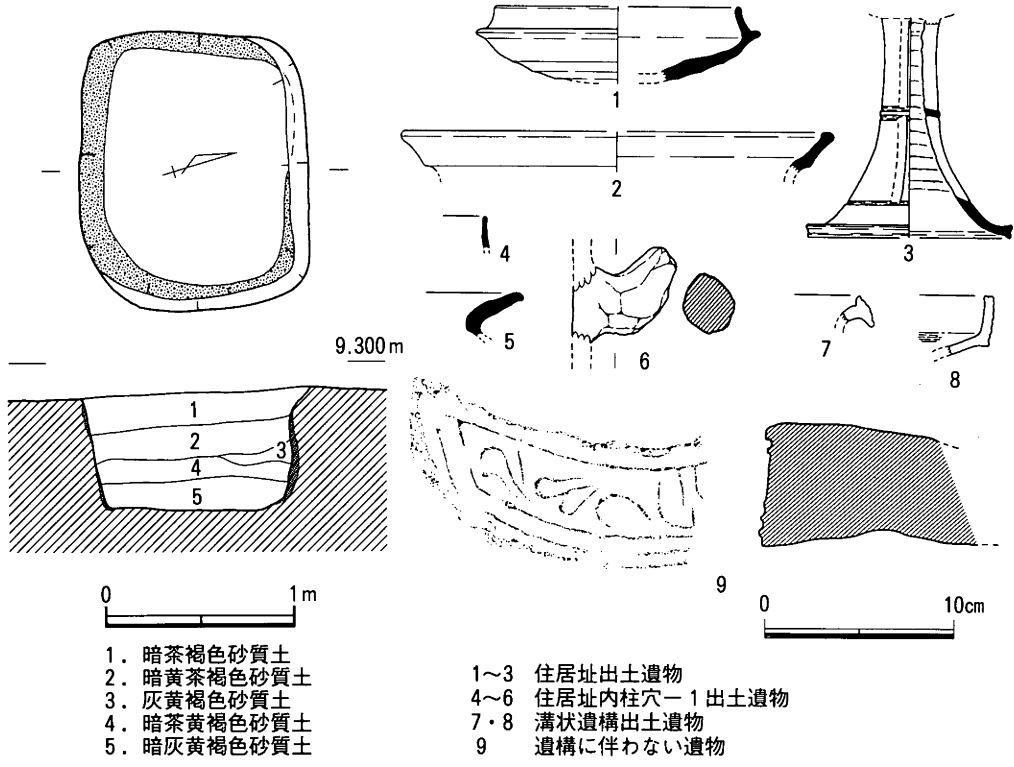 1
2
3
4
5
6
7
8
9.300m
1
2
3
4
5
9
0 1m
0 10cm
1. 暗茶褐色砂質土
2. 暗黄茶褐色砂質土
3. 灰黄褐色砂質土
4. 暗茶黄褐色砂質土
5. 暗灰黄褐色砂質土
1~3 住居址出土遺物
4~6 住居址内柱穴ー1出土遺物
7・8 溝状遺構出土遺物
9 遺構に伴わない遺物